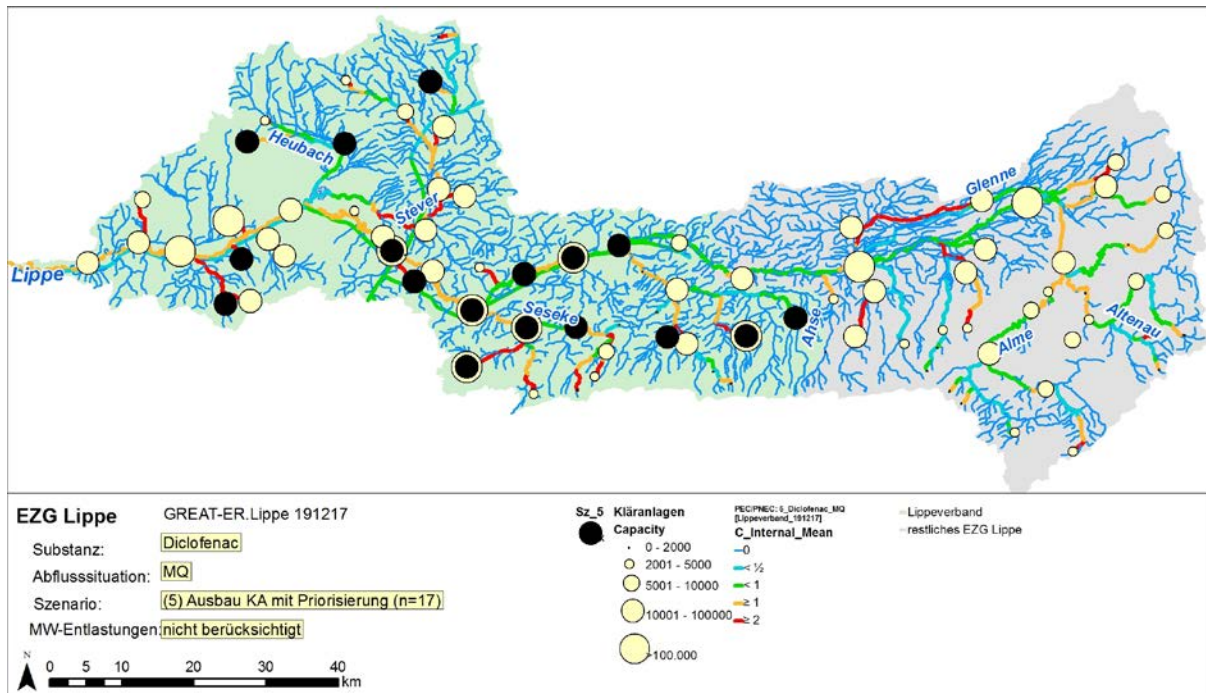 Heubach
Stever
Glenne
Lippe
Seseke
Ahse
Alme
Altenau
EZG Lippe
GREAT-ER.Lippe 191217
Substanz:
Diclofenac
Abflusssituation:
MQ
Szenario:
(5) Ausbau KA mit Priorisierung (n=17)
MW-Entlastungen:
nicht berücksichtigt
N
0 5 10 20 30 40
km
Sz_5
Kläranlagen
Capacity
0 - 2000
2001 - 5000
5001 - 10000
10001 - 100000
>100.000
PEC/PNEC: 5_Diclofenac_MQ
[Lippeverband_191217]
C_Internal_Mean
0
< ½
< 1
≥ 1
≥ 2
Lippeverband
restliches EZG Lippe